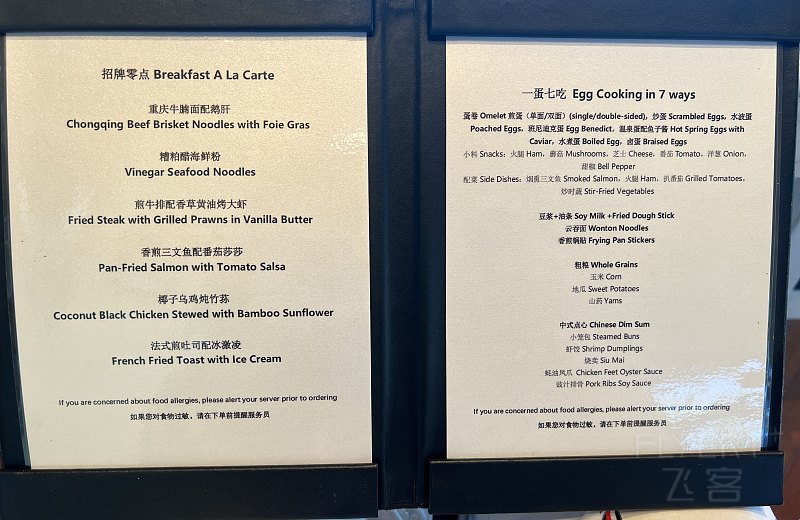 招牌零点 Breakfast A La Carte
重庆牛腩面配鹅肝
Chongqing Beef Brisket Noodles with Foie Gras
糟粕醋海鲜粉
Vinegar Seafood Noodles
煎牛排配香草黄油烤大虾
Fried Steak with Grilled Prawns in Vanilla Butter
香煎三文鱼配番茄莎莎
Pan-Fried Salmon with Tomato Salsa
椰子乌鸡炖竹荪
Coconut Black Chicken Stewed with Bamboo Sunflower
法式煎吐司配冰激凌
French Fried Toast with Ice Cream
If you are concerned about food allergies, please alert your server prior to ordering
如果您对食物过敏，请在下单前提醒服务员
一蛋七吃 Egg Cooking in 7 ways
蛋卷 Omelet 煎蛋（单面/双面）(single/double-sided)，炒蛋 Scrambled Eggs，水波蛋
Poached Eggs，班尼迪克蛋 Egg Benedict，温泉蛋配鱼子酱 Hot Spring Eggs with
Caviar，水煮蛋 Boiled Egg，卤蛋 Braised Eggs
小料 Snacks：火腿 Ham，蘑菇 Mushrooms，芝士 Cheese，番茄 Tomato，洋葱 Onion，
甜椒 Bell Pepper
配菜 Side Dishes：烟熏三文鱼 Smoked Salmon，火腿 Ham，扒番茄 Grilled Tomatoes，
炒时蔬 Stir-Fried Vegetables
豆浆+油条 Soy Milk +Fried Dough Stick
云吞面 Wonton Noodles
香煎锅贴 Frying Pan Stickers
粗粮 Whole Grains
玉米 Corn
地瓜 Sweet Potatoes
山药 Yams
中式点心 Chinese Dim Sum
小笼包 Steamed Buns
虾饺 Shrimp Dumplings
烧卖 Siu Mai
蚝油凤爪 Chicken Feet Oyster Sauce
豉汁排骨 Pork Ribs Soy Sauce
If you are concerned about food allergies, please alert your server prior to ordering
如果您对食物过敏，请在下单前提醒服务员
飞客